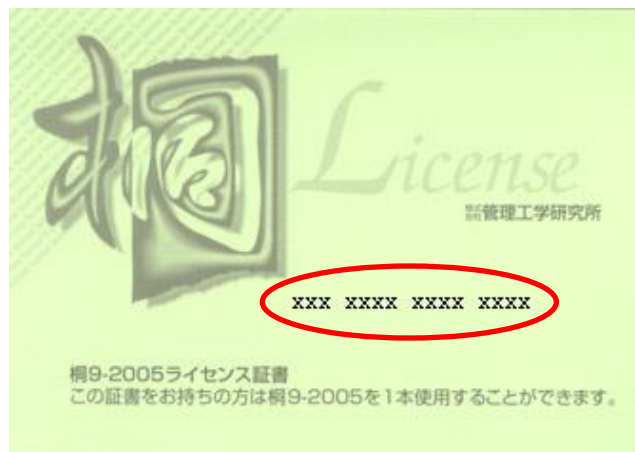 桐
License
株式会社管理工学研究所
xxx xxxx xxxx xxxx
桐9-2005ライセンス証書
この証書をお持ちの方は桐9-2005を1本使用することができます。